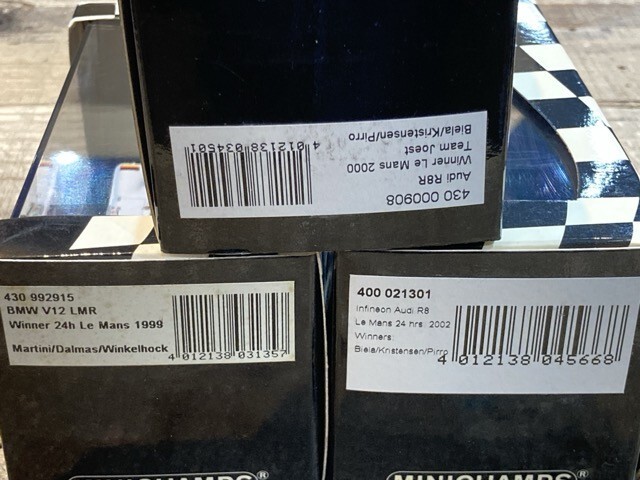 430 000908
Audi R8R
Winner Le Mans 2000
Team Joest
Biela/Kristensen/Pirro
4 012138 034501
430 992915
BMW V12 LMR
Winner 24h Le Mans 1999
Martini/Dalmas/Winkelhock
4 012138 031357
400 021301
Infineon Audi R8
Le Mans 24 hrs. 2002
Winners:
Biela/Kristensen/Pirro
4 012138 045668
MINICHAMPS®
MINICHAMPS®